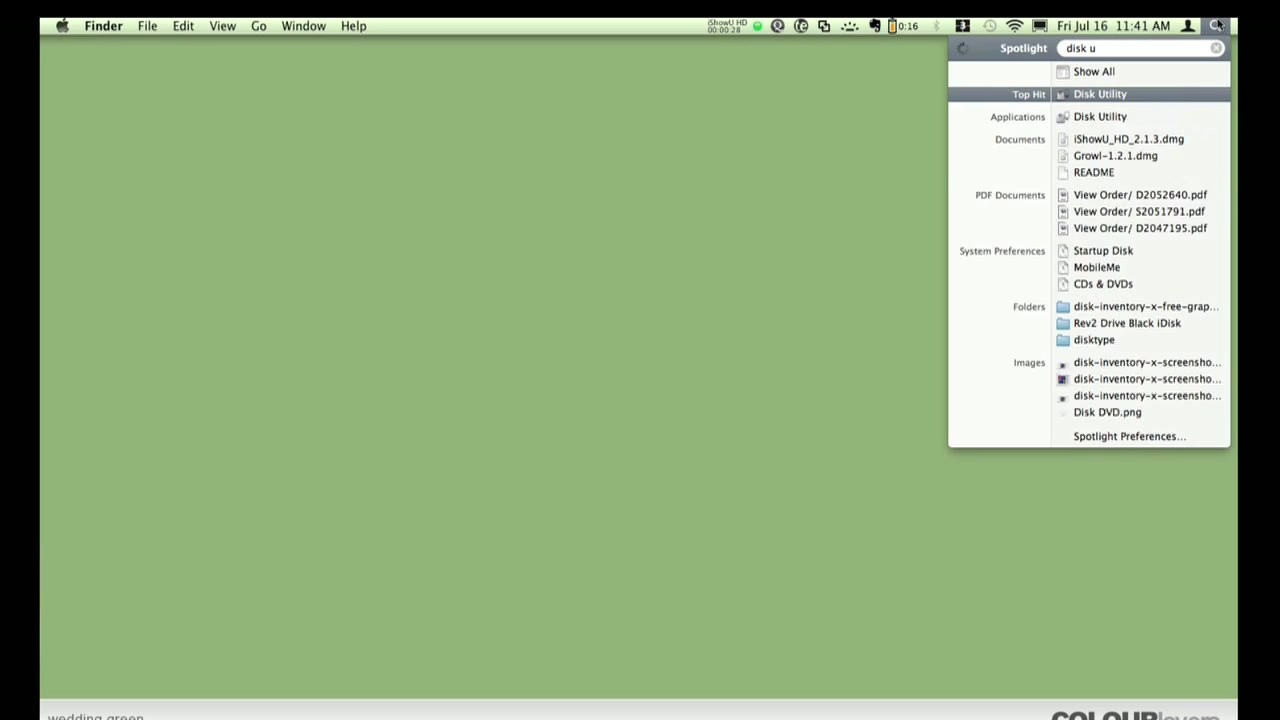 Finder File Edit View Go Window Help iShowU HD 00:00:28 0:16 Fri Jul 16 11:41 AM
Spotlight disk u
Show All
Top Hit Disk Utility
Applications Disk Utility
Documents iShowU_HD_2.1.3.dmg
Growl-1.2.1.dmg
README
PDF Documents View Order/ D2052640.pdf
View Order/ S2051791.pdf
View Order/ D2047195.pdf
System Preferences Startup Disk
MobileMe
CDs & DVDs
Folders disk-inventory-x-free-grap...
Rev2 Drive Black iDisk
disktype
Images disk-inventory-x-screensho...
disk-inventory-x-screensho...
disk-inventory-x-screensho...
Disk DVD.png
Spotlight Preferences...
wedding green COLOURlovers